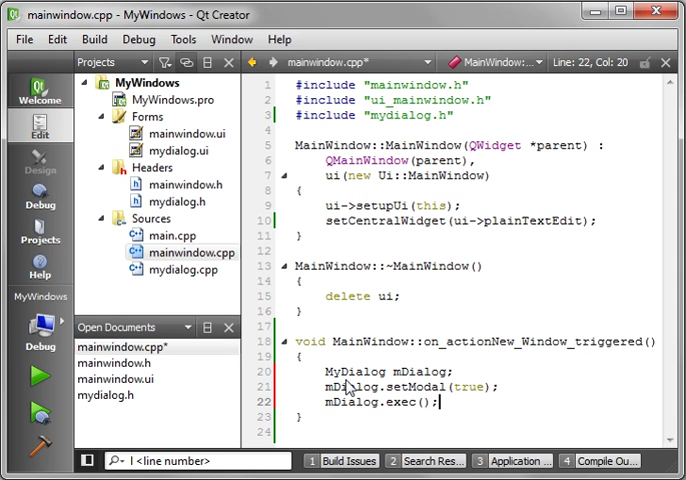 mainwindow.cpp - MyWindows - Qt Creator
File Edit Build Debug Tools Window Help
Projects
mainwindow.cpp*
MainWindow:...
Line: 22, Col: 20
Qt
Welcome
Edit
Design
Debug
Projects
Help
MyWindows
Debug
MyWindows
MyWindows.pro
Forms
mainwindow.ui
mydialog.ui
Headers
mainwindow.h
mydialog.h
Sources
main.cpp
mainwindow.cpp
mydialog.cpp
Open Documents
mainwindow.cpp*
mainwindow.h
mainwindow.ui
mydialog.h
1 #include "mainwindow.h"
2 #include "ui_mainwindow.h"
3 #include "mydialog.h"
4
5 MainWindow::MainWindow(QWidget *parent) :
6 QMainWindow(parent),
7 ui(new Ui::MainWindow)
8 {
9 ui->setupUi(this);
10 setCentralWidget(ui->plainTextEdit);
11 }
12
13 MainWindow::~MainWindow()
14 {
15 delete ui;
16 }
17
18 void MainWindow::on_actionNew_Window_triggered()
19 {
20 MyDialog mDialog;
21 mDialog.setModal(true);
22 mDialog.exec();
23 }
24
l <line number>
1 Build Issues
2 Search Res...
3 Application ...
4 Compile Ou...